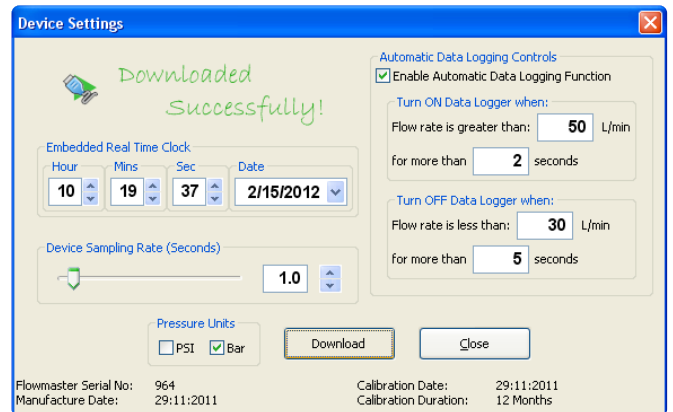 Device Settings
Downloaded
Successfully!
Embedded Real Time Clock
Hour Mins Sec Date
10 19 37 2/15/2012
Device Sampling Rate (Seconds)
1.0
Automatic Data Logging Controls
Enable Automatic Data Logging Function
Turn ON Data Logger when:
Flow rate is greater than: 50 L/min
for more than 2 seconds
Turn OFF Data Logger when:
Flow rate is less than: 30 L/min
for more than 5 seconds
Pressure Units
PSI Bar
Download
Close
Flowmaster Serial No: 964
Manufacture Date: 29:11:2011
Calibration Date: 29:11:2011
Calibration Duration: 12 Months